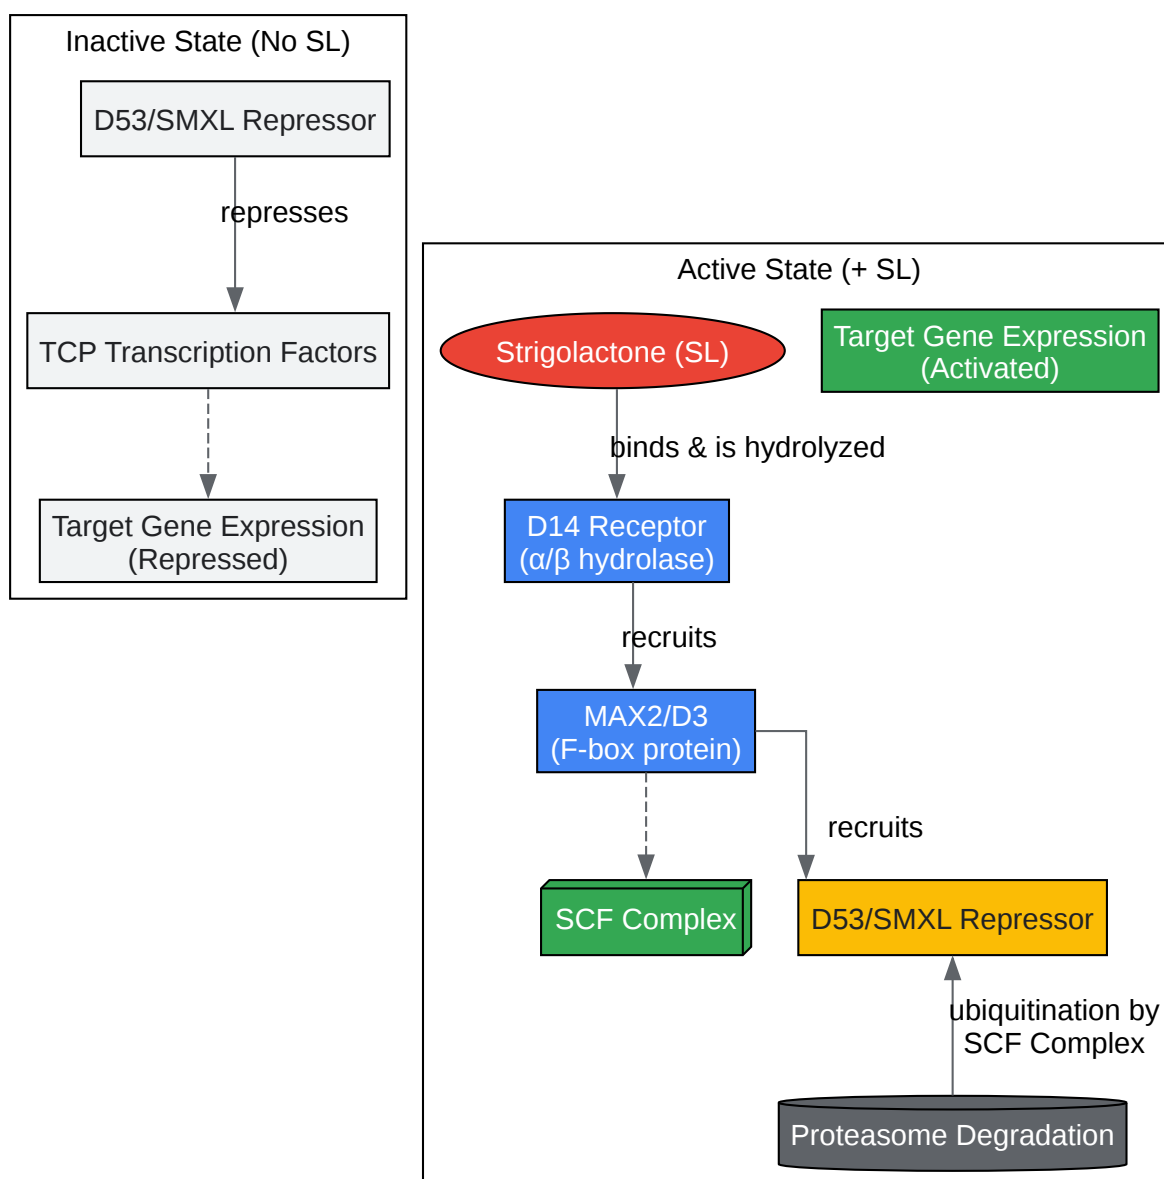 Inactive State (No SL)
D53/SMXL Repressor
represses
TCP Transcription Factors
Target Gene Expression
(Repressed)
Active State (+ SL)
Strigolactone (SL)
Target Gene Expression
(Activated)
binds & is hydrolyzed
D14 Receptor
(α/β hydrolase)
recruits
MAX2/D3
(F-box protein)
recruits
SCF Complex
D53/SMXL Repressor
ubiquitination by
SCF Complex
Proteasome Degradation